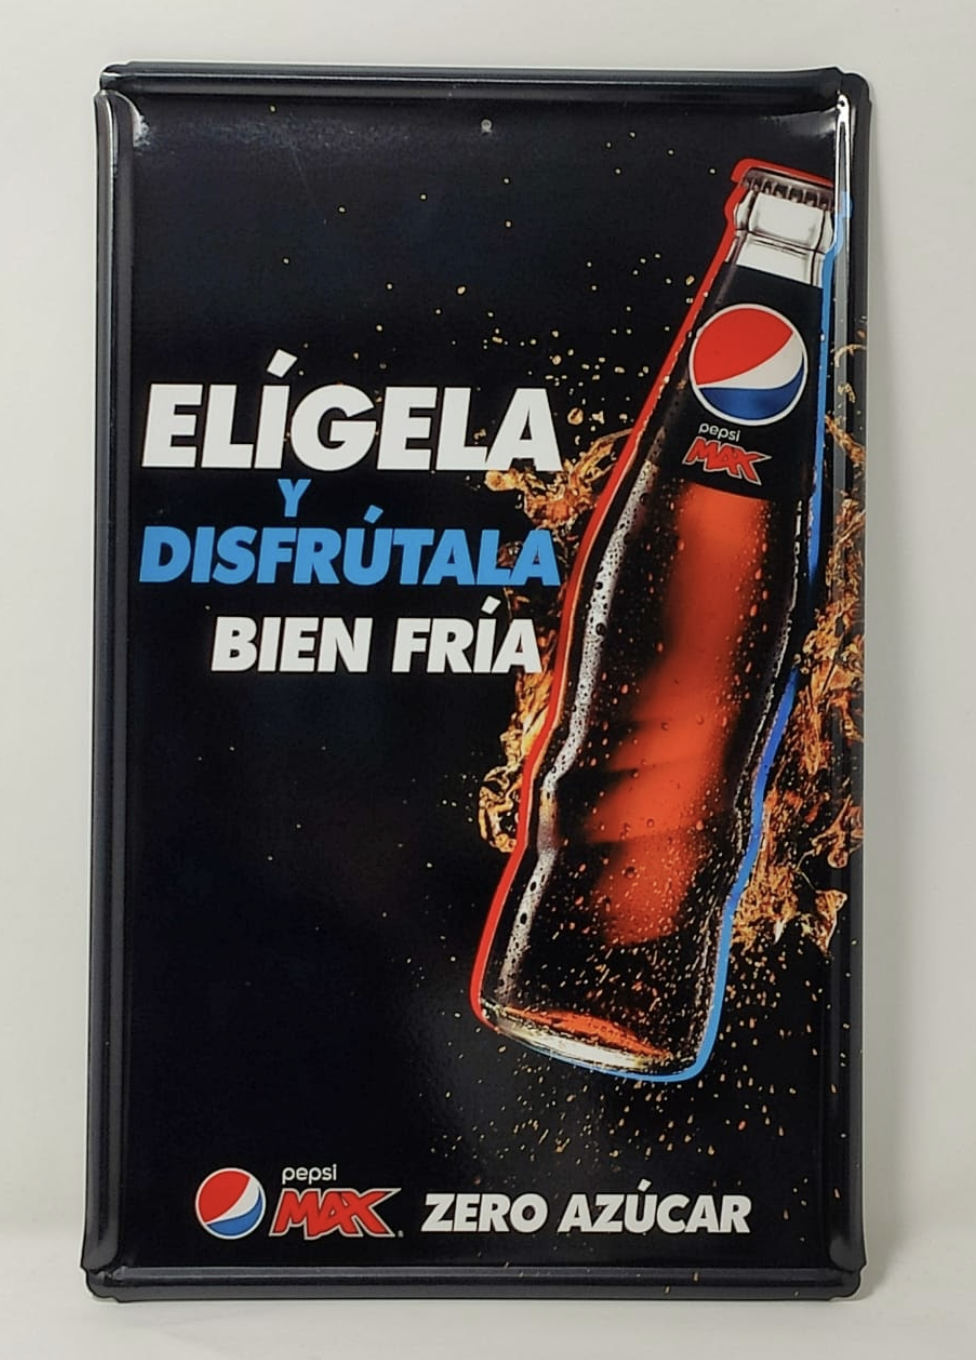 ELÍGELA
Y
DISFRÚTALA
BIEN FRÍA
pepsi
MAX
pepsi
MAX®
ZERO AZÚCAR